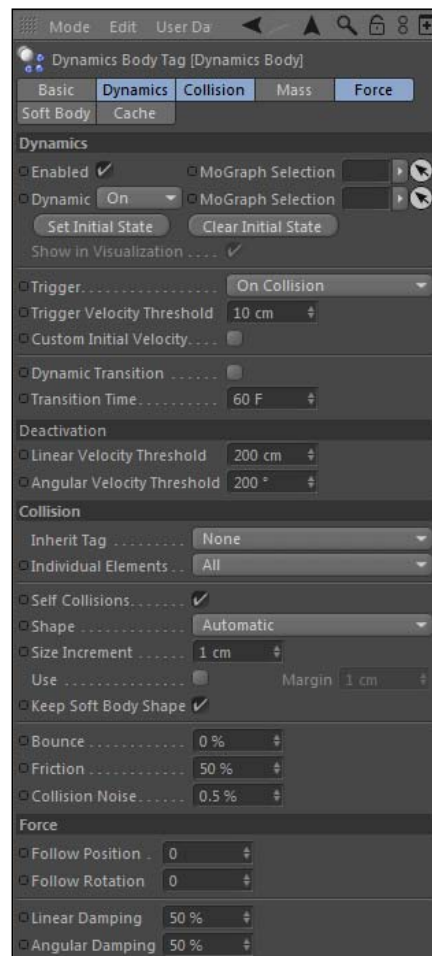 Mode Edit User Da
Dynamics Body Tag [Dynamics Body]
Basic Dynamics Collision Mass Force
Soft Body Cache
Dynamics
Enabled MoGraph Selection
Dynamic On MoGraph Selection
Set Initial State Clear Initial State
Show in Visualization . . . .
Trigger. . . . . . . . . . . . . . . . . On Collision
Trigger Velocity Threshold 10 cm
Custom Initial Velocity. . . .
Dynamic Transition . . . . . .
Transition Time. . . . . . . . . . 60 F
Deactivation
Linear Velocity Threshold 200 cm
Angular Velocity Threshold 200 °
Collision
Inherit Tag . . . . . . . . . None
Individual Elements . . All
Self Collisions. . . . . . .
Shape . . . . . . . . . . . . . Automatic
Size Increment . . . . . . 1 cm
Use . . . . . . . . . . . . . . . Margin 1 cm
Keep Soft Body Shape
Bounce . . . . . . . . . . . . 0 %
Friction . . . . . . . . . . . . 50 %
Collision Noise. . . . . . 0.5 %
Force
Follow Position . 0
Follow Rotation 0
Linear Damping 50 %
Angular Damping 50 %